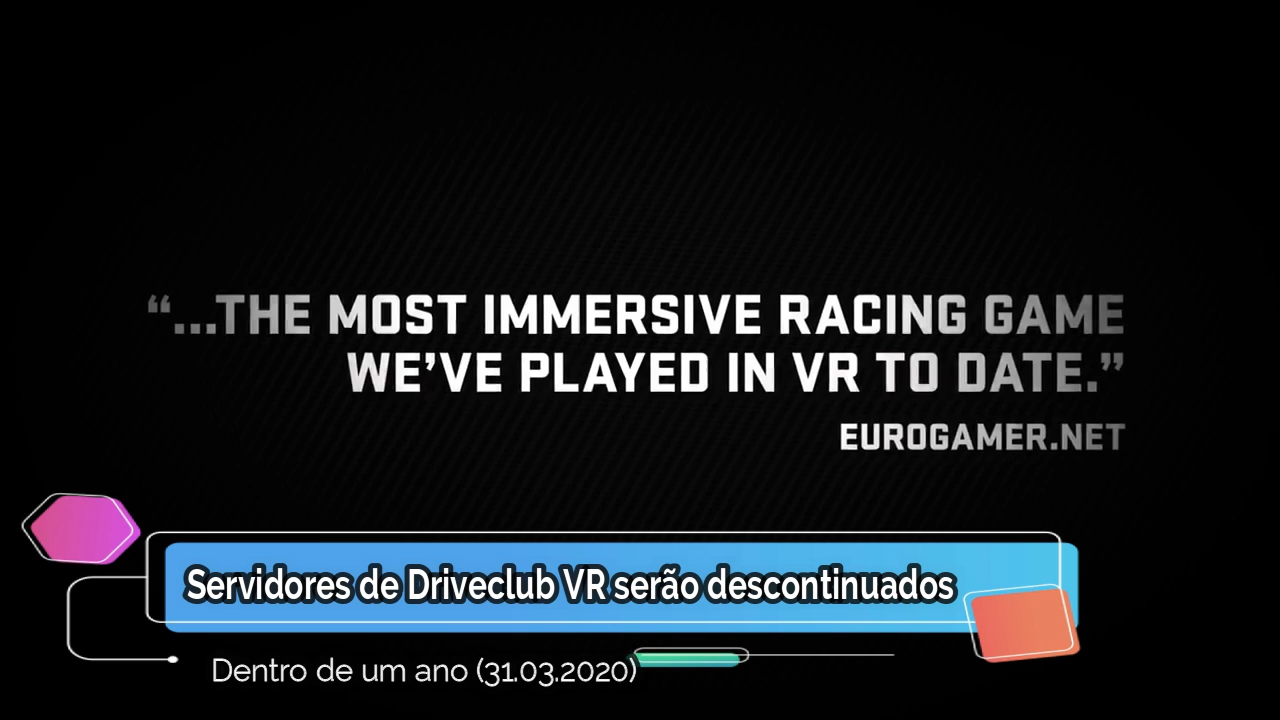 “...THE MOST IMMERSIVE RACING GAME
WE’VE PLAYED IN VR TO DATE.”
EUROGAMER.NET
Servidores de Driveclub VR serão descontinuados
Dentro de um ano (31.03.2020)